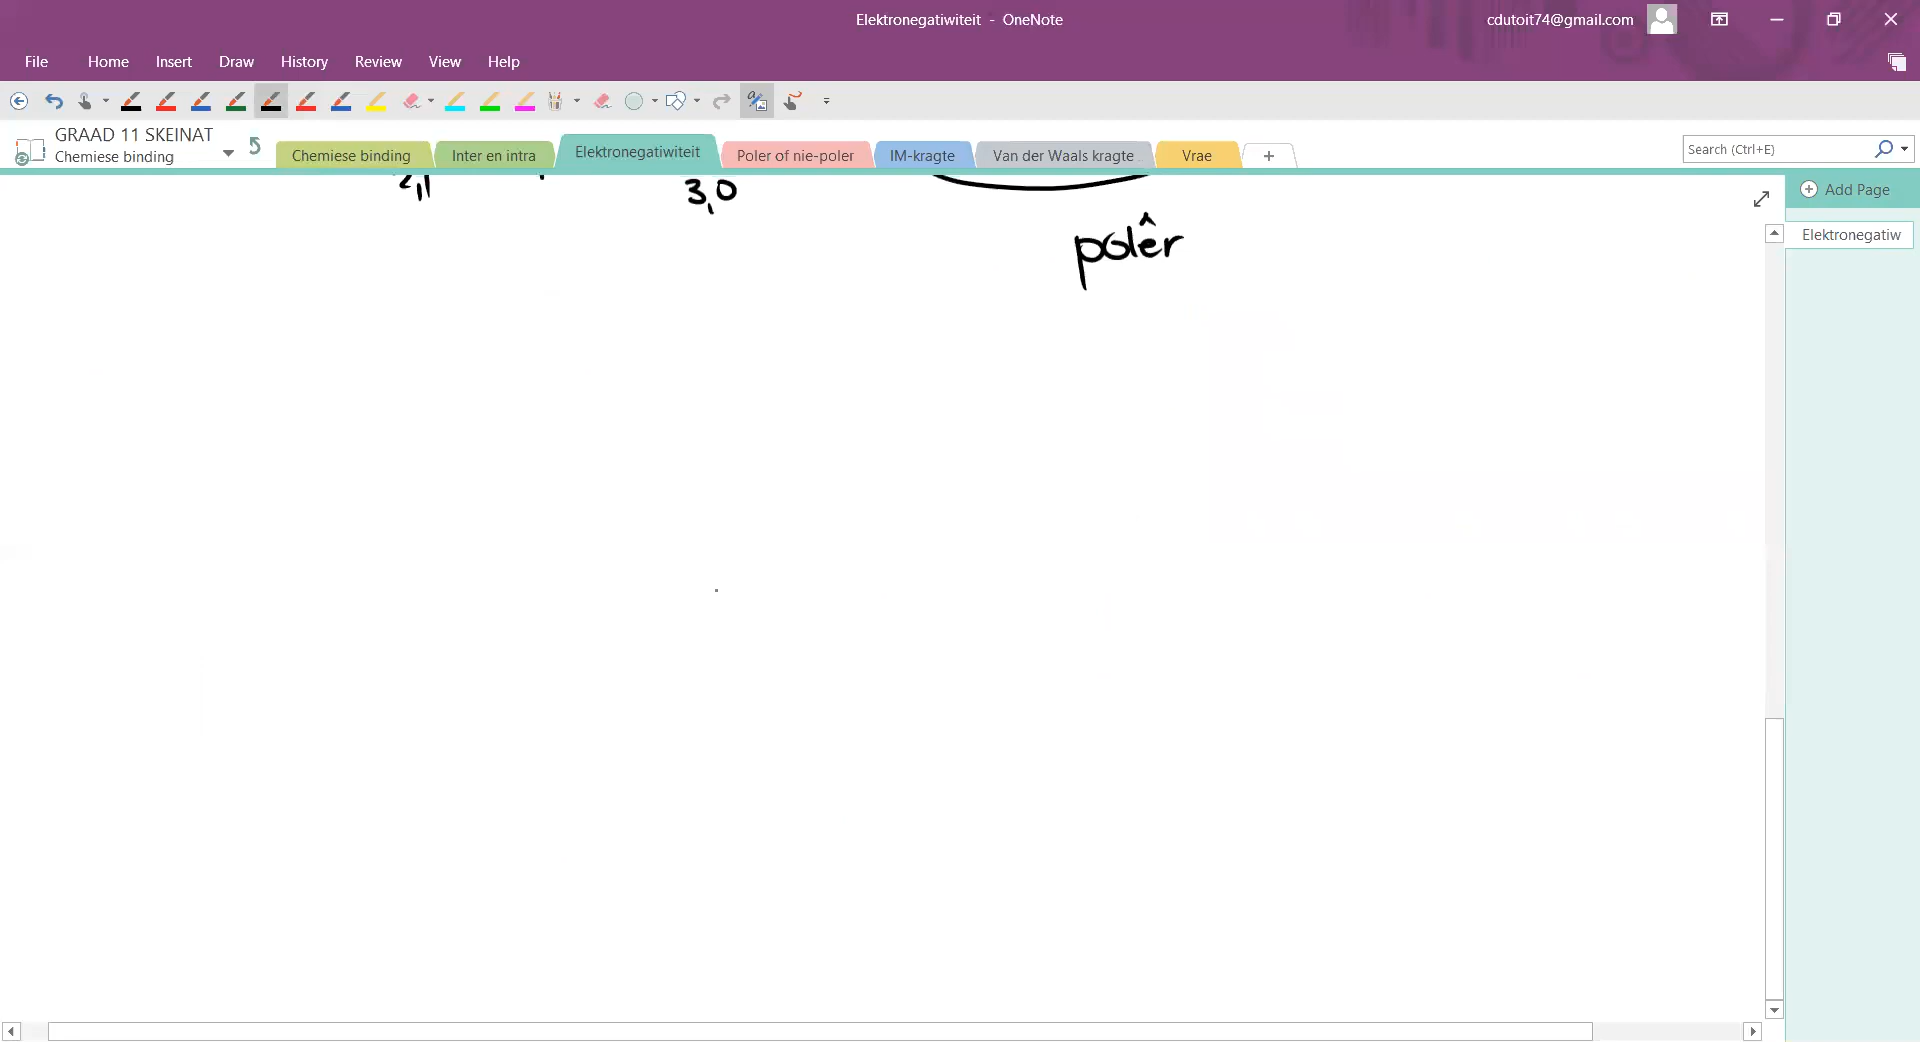 Elektronegatiwiteit - OneNote
cdutoit74@gmail.com
File Home Insert Draw History Review View Help
GRAAD 11 SKEINAT
Chemiese binding
Chemiese binding Inter en intra Elektronegatiwiteit Poler of nie-poler IM-kragte Van der Waals kragte Vrae
Search (Ctrl+E)
Add Page
Elektronegatiw
2,1
3,0
polêr